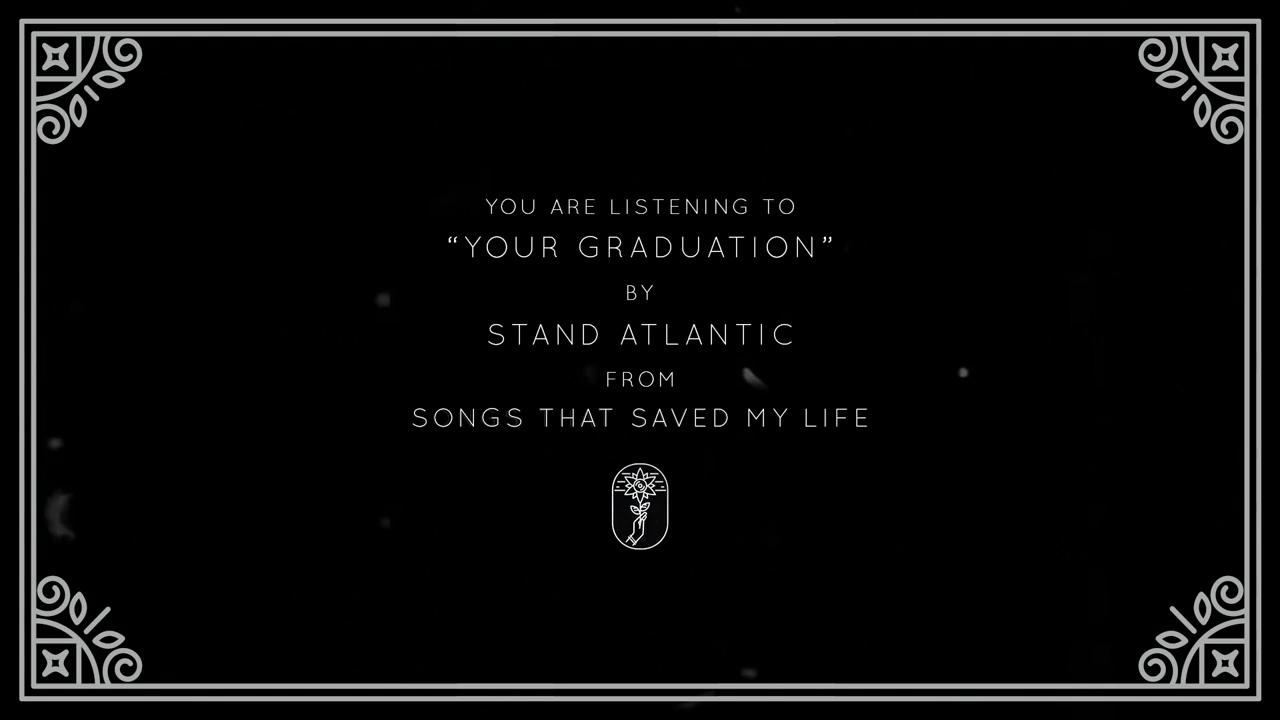 YOU ARE LISTENING TO
“YOUR GRADUATION”
BY
STAND ATLANTIC
FROM
SONGS THAT SAVED MY LIFE